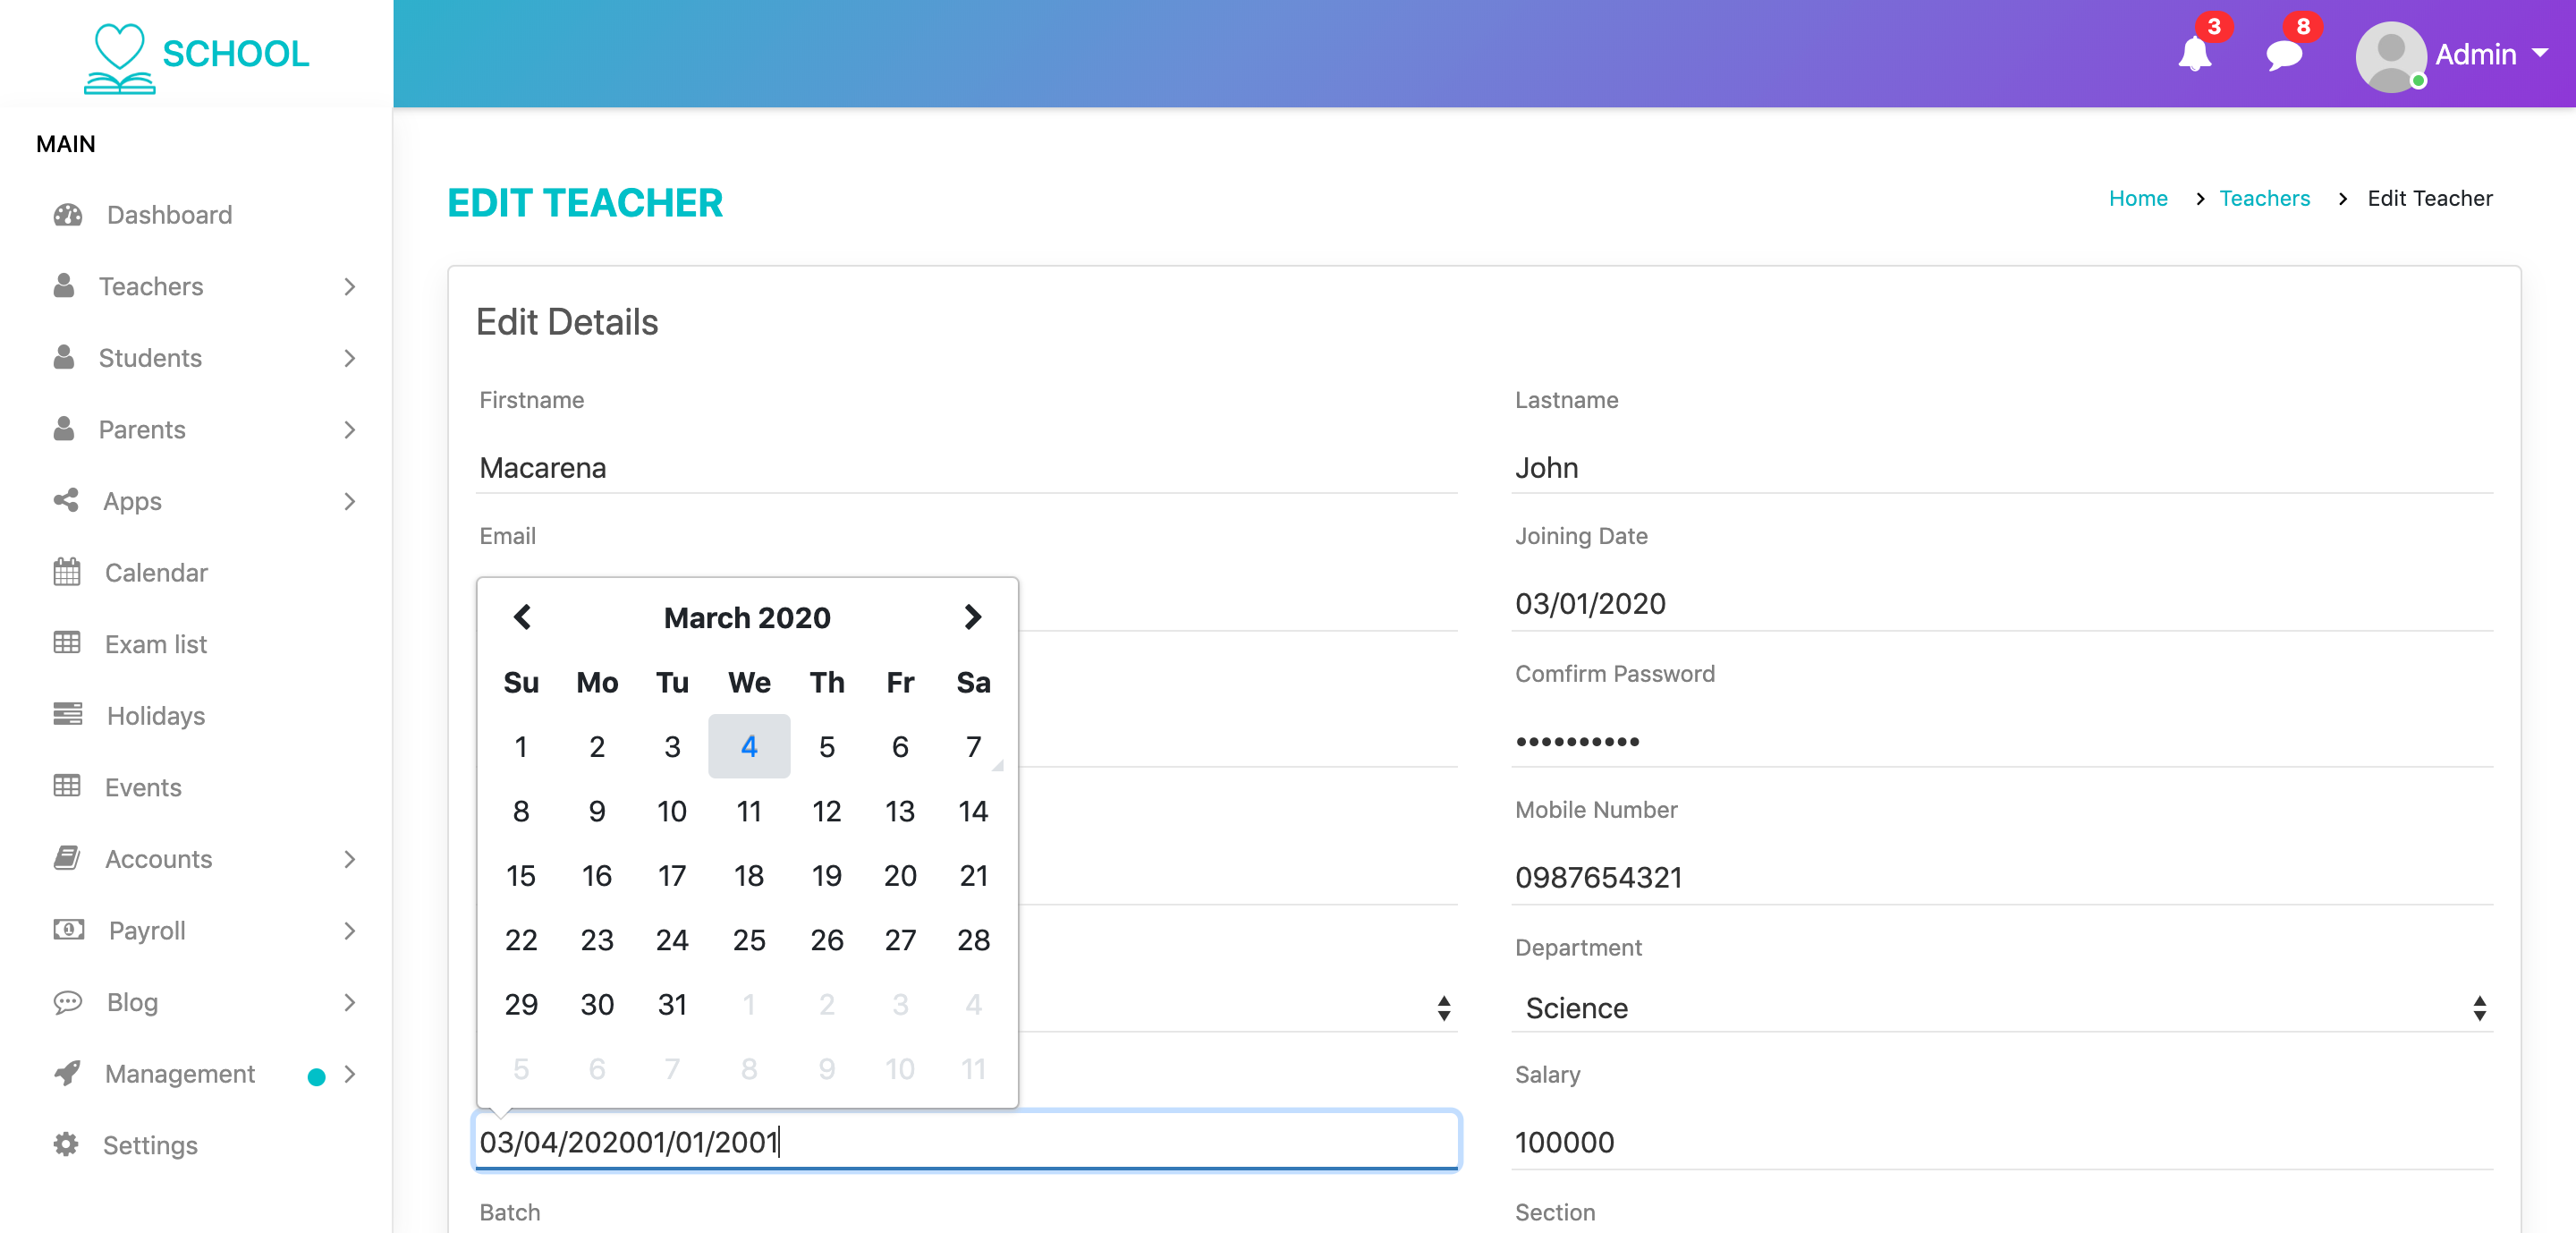 SCHOOL
3
8
Admin
MAIN
Dashboard
Teachers
Students
Parents
Apps
Calendar
Exam list
Holidays
Events
Accounts
Payroll
Blog
Management
Settings
EDIT TEACHER
Home > Teachers > Edit Teacher
Edit Details
Firstname
Macarena
Lastname
John
Email
Joining Date
03/01/2020
March 2020
Su Mo Tu We Th Fr Sa
1 2 3 4 5 6 7
8 9 10 11 12 13 14
15 16 17 18 19 20 21
22 23 24 25 26 27 28
29 30 31 1 2 3 4
5 6 7 8 9 10 11
Comfirm Password
••••••••••
Mobile Number
0987654321
Department
Science
03/04/202001/01/2001
Salary
100000
Batch
Section